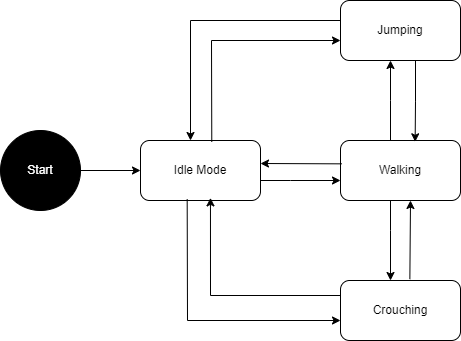 Jumping
Start
Idle Mode
Walking
Crouching